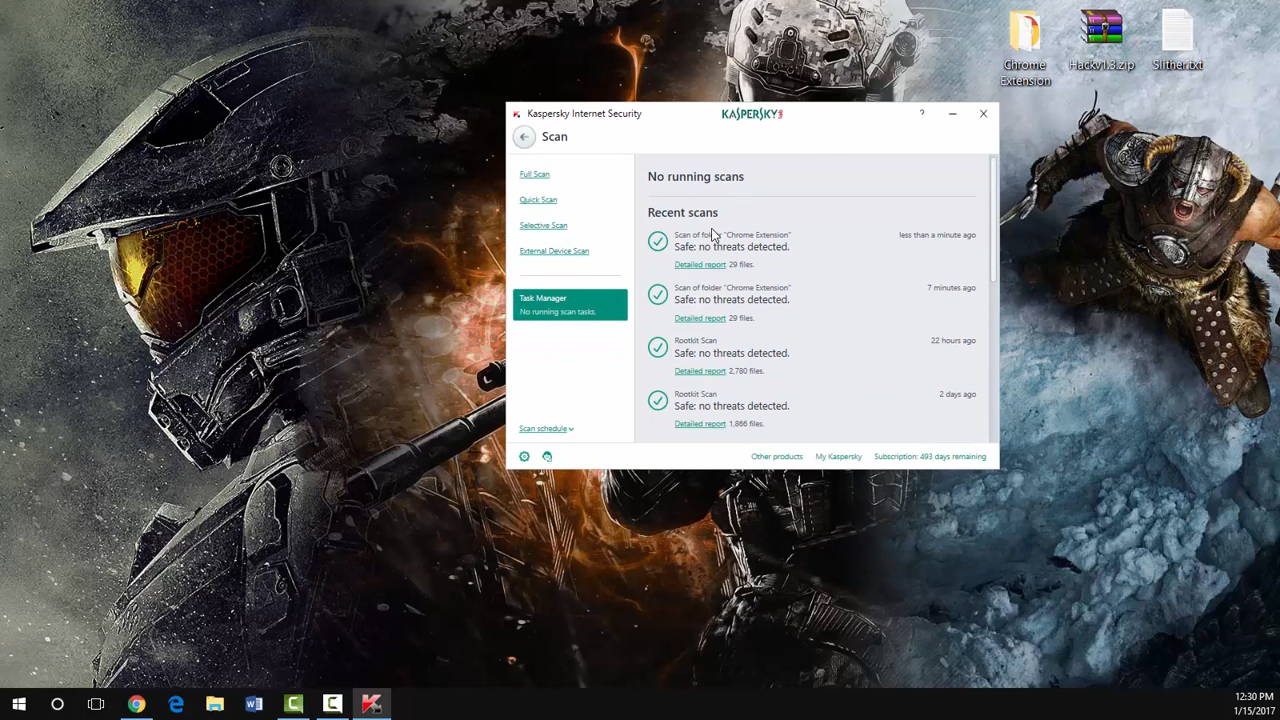 Chrome
Extension
Hackv1.3.zip
Slither.txt
Kaspersky Internet Security
KASPERSKY
?
Scan
Full Scan
Quick Scan
Selective Scan
External Device Scan
Task Manager
No running scan tasks.
Scan schedule
No running scans
Recent scans
Scan of folder "Chrome Extension"
less than a minute ago
Safe: no threats detected.
Detailed report 29 files.
Scan of folder "Chrome Extension"
7 minutes ago
Safe: no threats detected.
Detailed report 29 files.
Rootkit Scan
22 hours ago
Safe: no threats detected.
Detailed report 2,780 files.
Rootkit Scan
2 days ago
Safe: no threats detected.
Detailed report 1,866 files.
Other products
My Kaspersky
Subscription: 493 days remaining
12:30 PM
1/15/2017